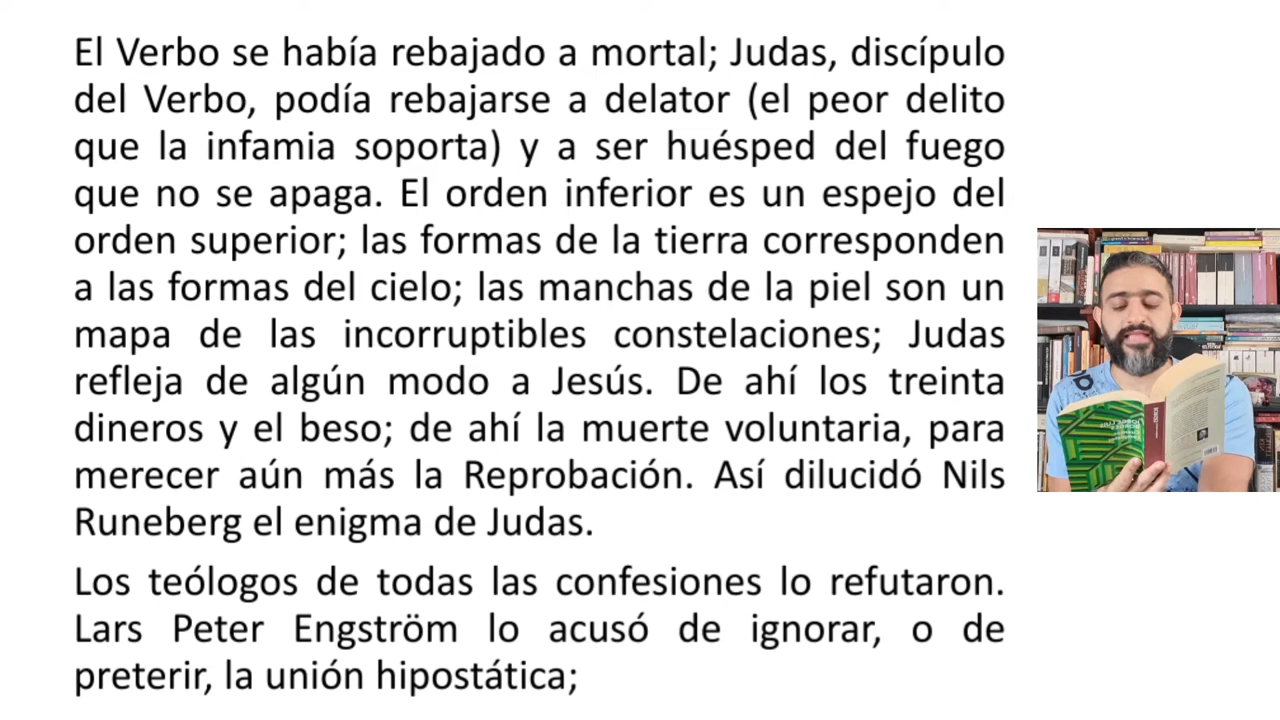 El Verbo se había rebajado a mortal; Judas, discípulo
del Verbo, podía rebajarse a delator (el peor delito
que la infamia soporta) y a ser huésped del fuego
que no se apaga. El orden inferior es un espejo del
orden superior; las formas de la tierra corresponden
a las formas del cielo; las manchas de la piel son un
mapa de las incorruptibles constelaciones; Judas
refleja de algún modo a Jesús. De ahí los treinta
dineros y el beso; de ahí la muerte voluntaria, para
merecer aún más la Reprobación. Así dilucidó Nils
Runeberg el enigma de Judas.
Los teólogos de todas las confesiones lo refutaron.
Lars Peter Engström lo acusó de ignorar, o de
preterir, la unión hipostática;